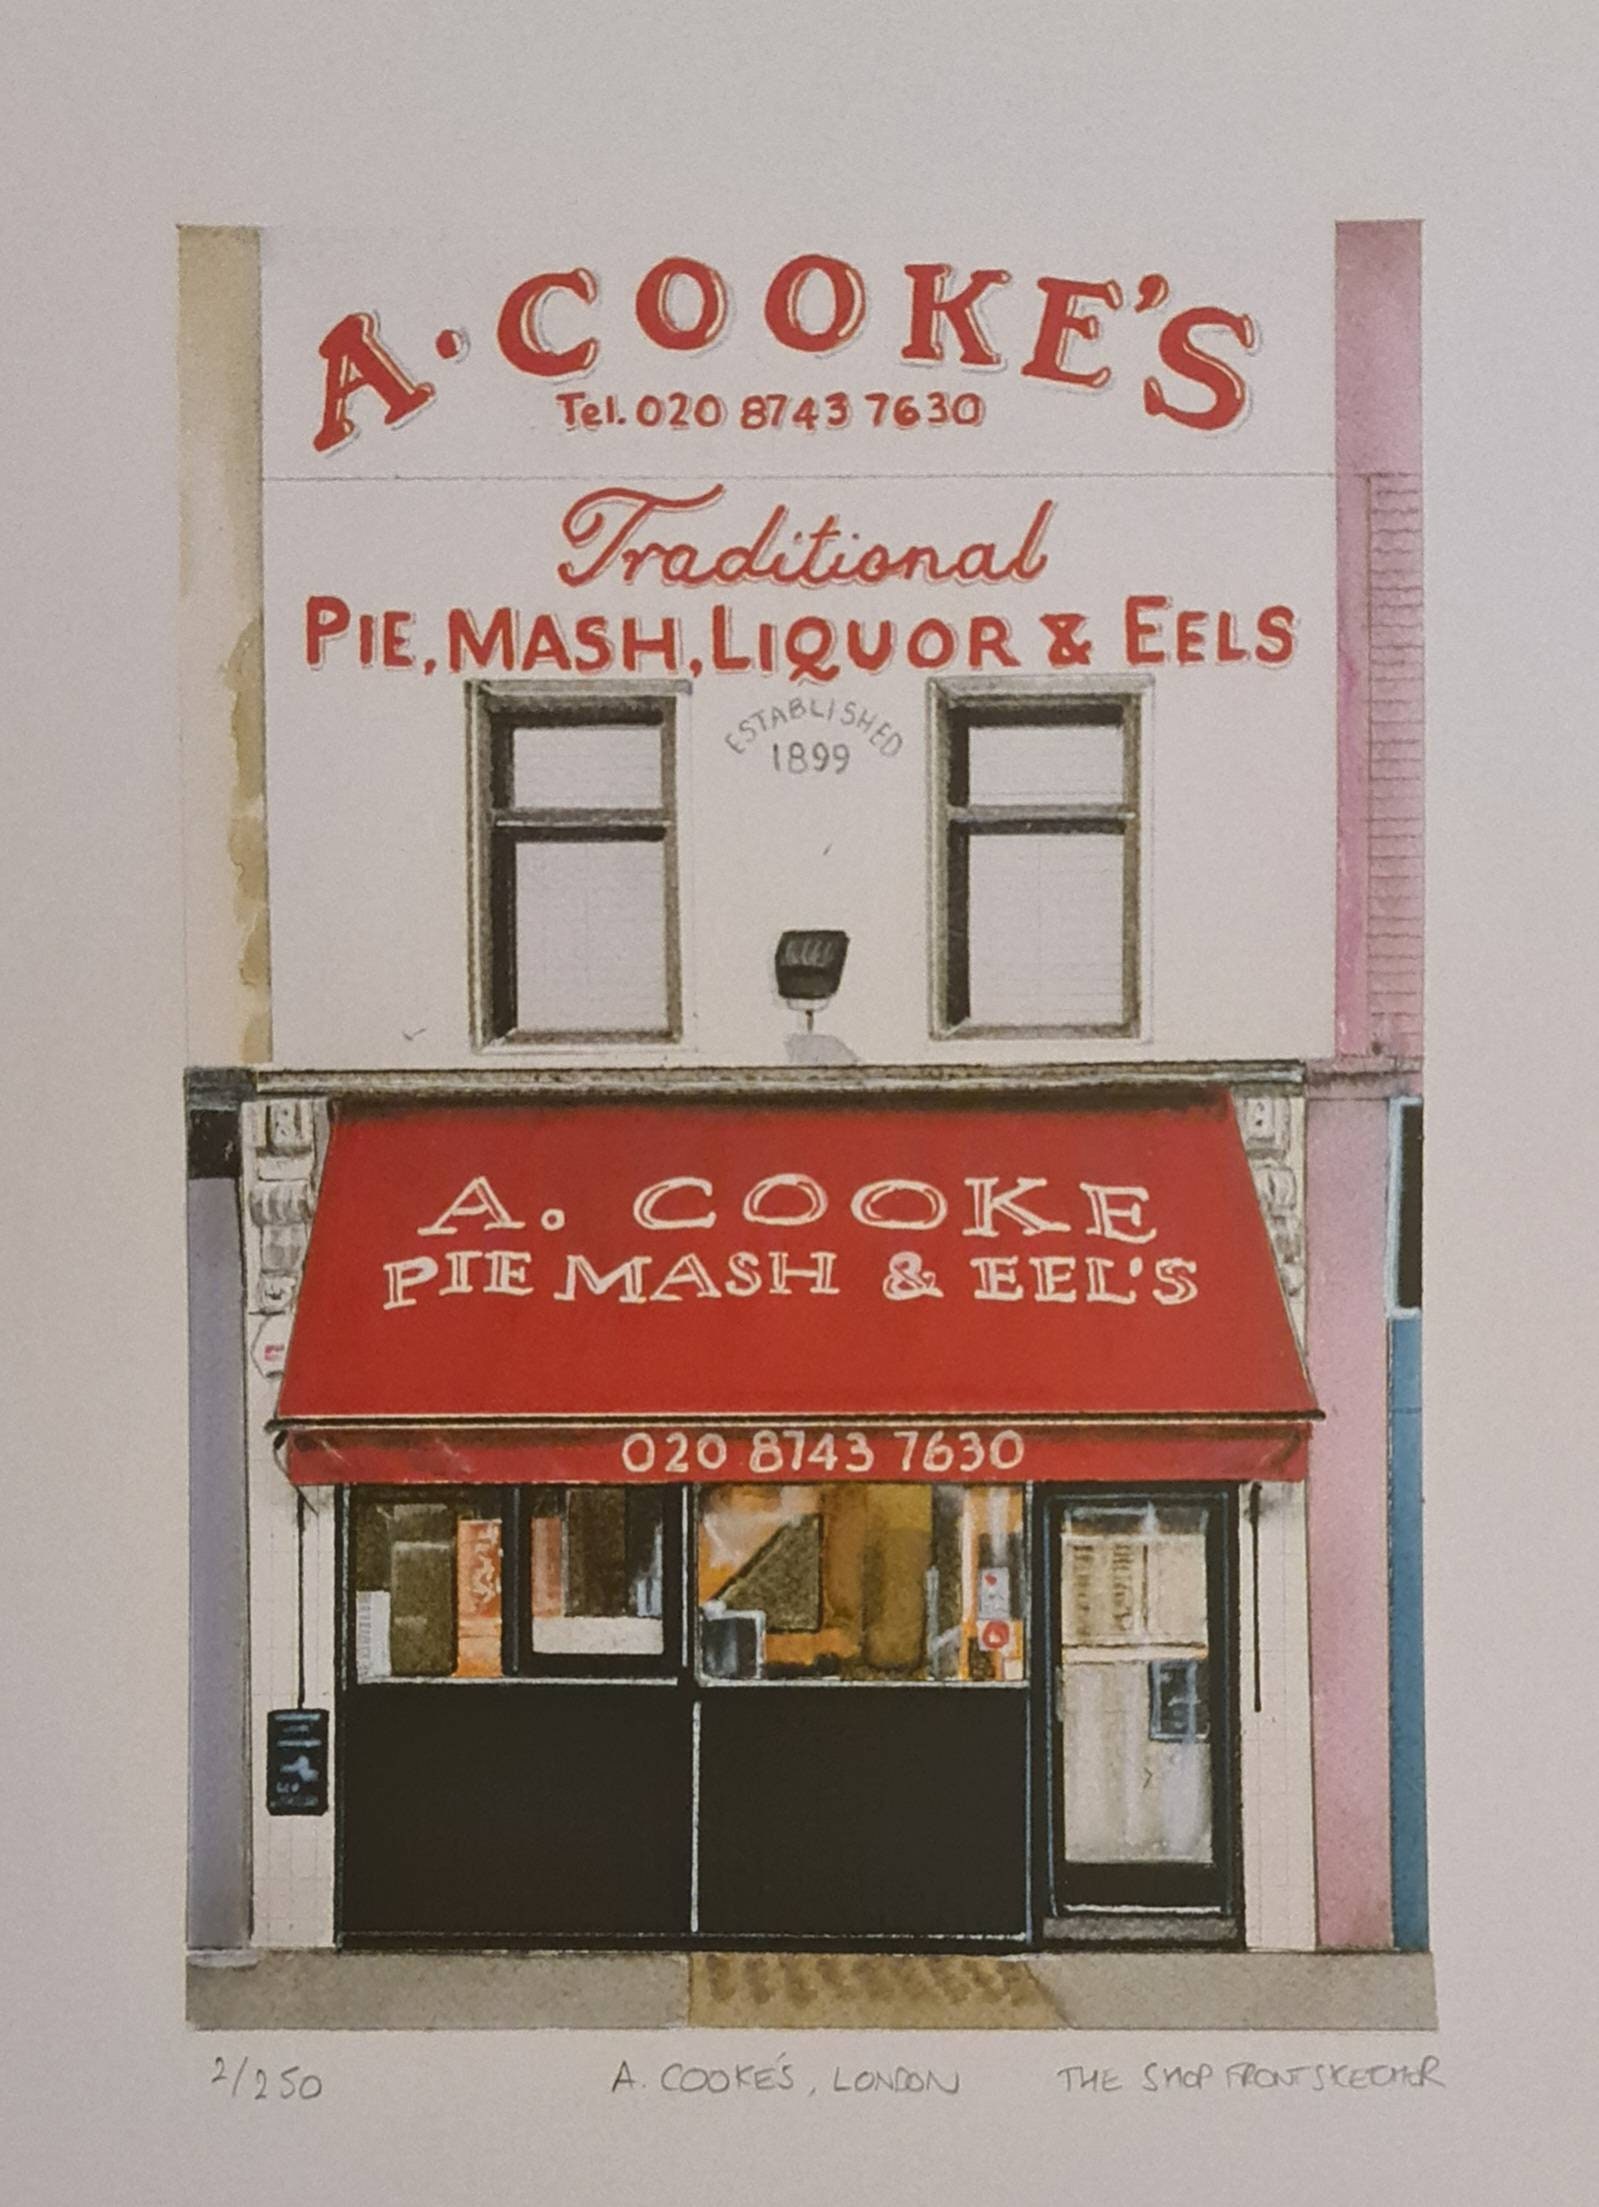 A. COOKE'S
Tel. 020 8743 7630
Traditional
PIE, MASH, LIQUOR & EELS
ESTABLISHED
1899
A. COOKE
PIE MASH & EEL'S
020 8743 7630
2/250 A. COOKE'S, LONDON THE SHOP FRONT SKETCHER